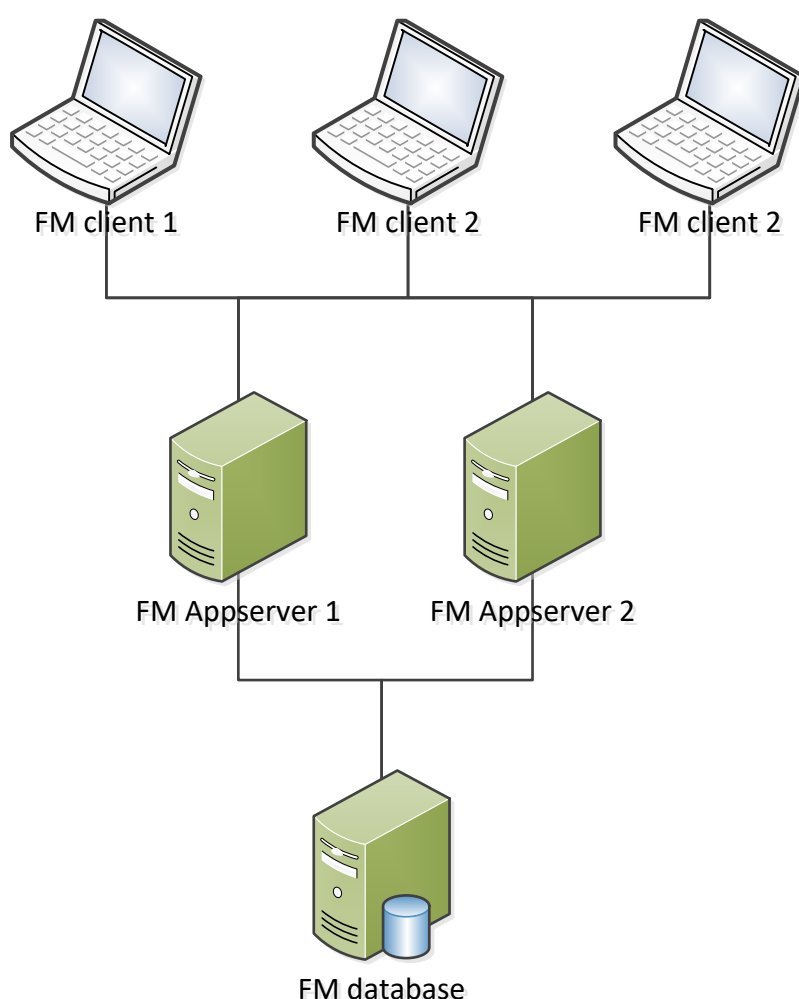 FM client 1
FM client 2
FM client 2
FM Appserver 1
FM Appserver 2
FM database